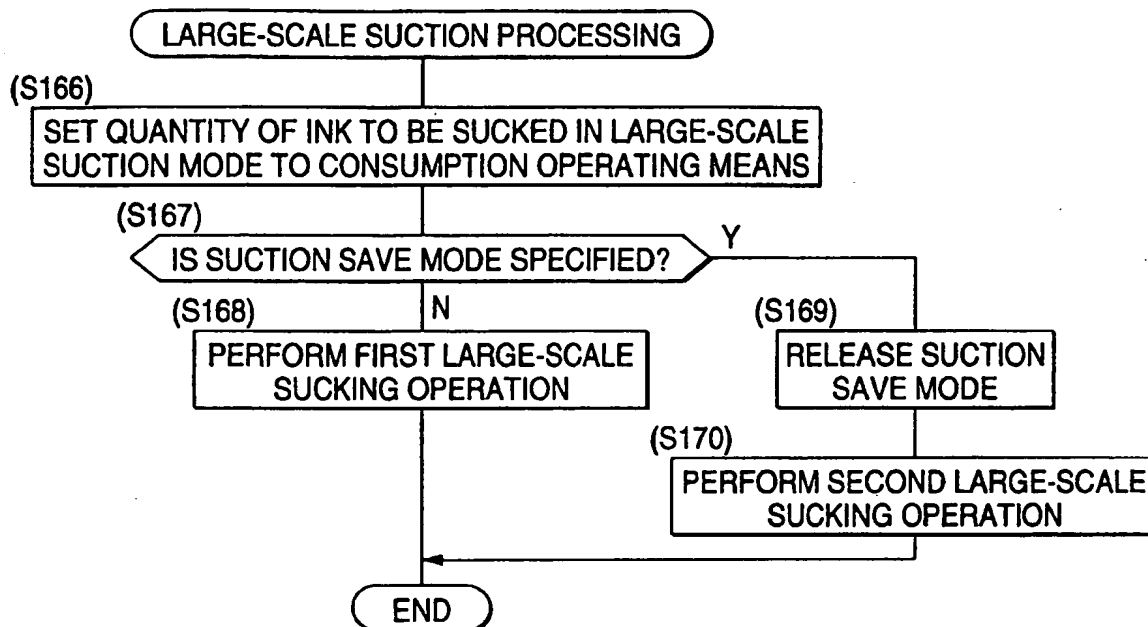 LARGE-SCALE SUCTION PROCESSING
(S166)
SET QUANTITY OF INK TO BE SUCKED IN LARGE-SCALE
SUCTION MODE TO CONSUMPTION OPERATING MEANS
(S167)
IS SUCTION SAVE MODE SPECIFIED?
Y
N
(S168)
PERFORM FIRST LARGE-SCALE
SUCKING OPERATION
(S169)
RELEASE SUCTION
SAVE MODE
(S170)
PERFORM SECOND LARGE-SCALE
SUCKING OPERATION
END